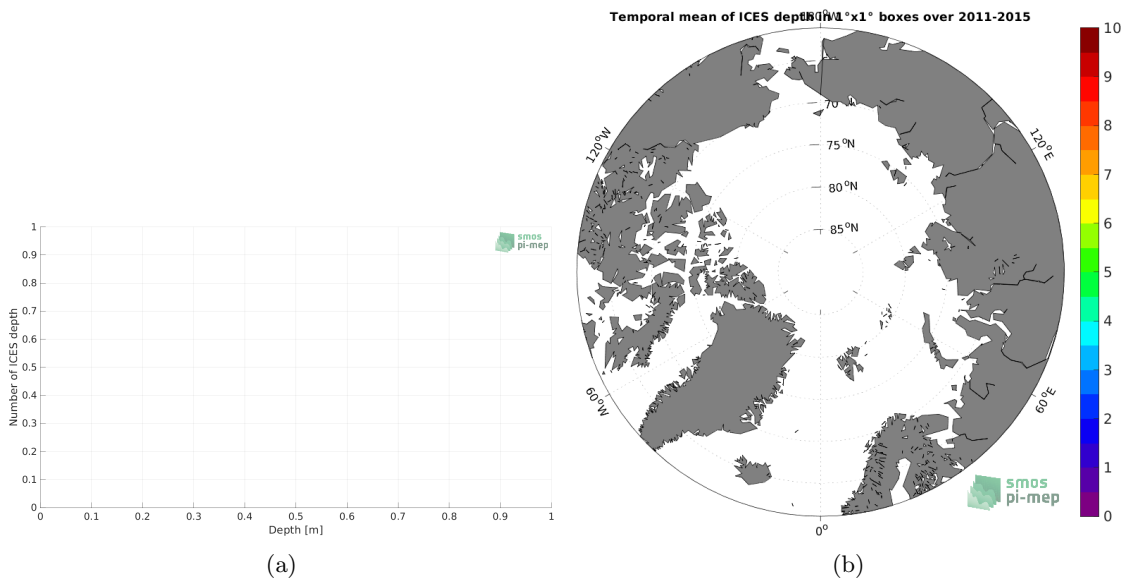 Temporal mean of ICES depth in 1°x1° boxes over 2011-2015
180°W
120°W
120°E
70°N
75°N
80°N
85°N
60°W
60°E
0°
10
9
8
7
6
5
4
3
2
1
0
smos
pi-mep
1
0.9
0.8
0.7
0.6
0.5
0.4
0.3
0.2
0.1
0
Number of ICES depth
0
0.1
0.2
0.3
0.4
0.5
0.6
0.7
0.8
0.9
1
Depth [m]
smos
pi-mep
(a)
(b)